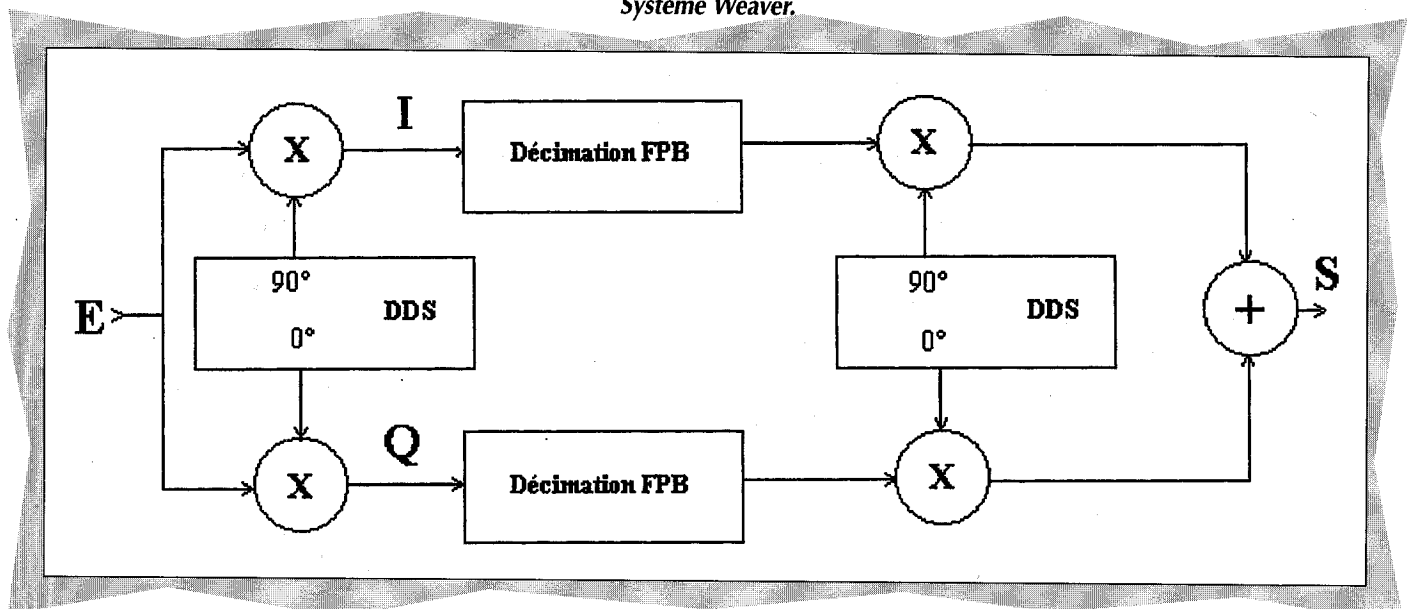 Système Weaver.
I
X
Décimation FPB
X
90°
DDS
0°
90°
DDS
0°
E
S
+
Q
X
Décimation FPB
X